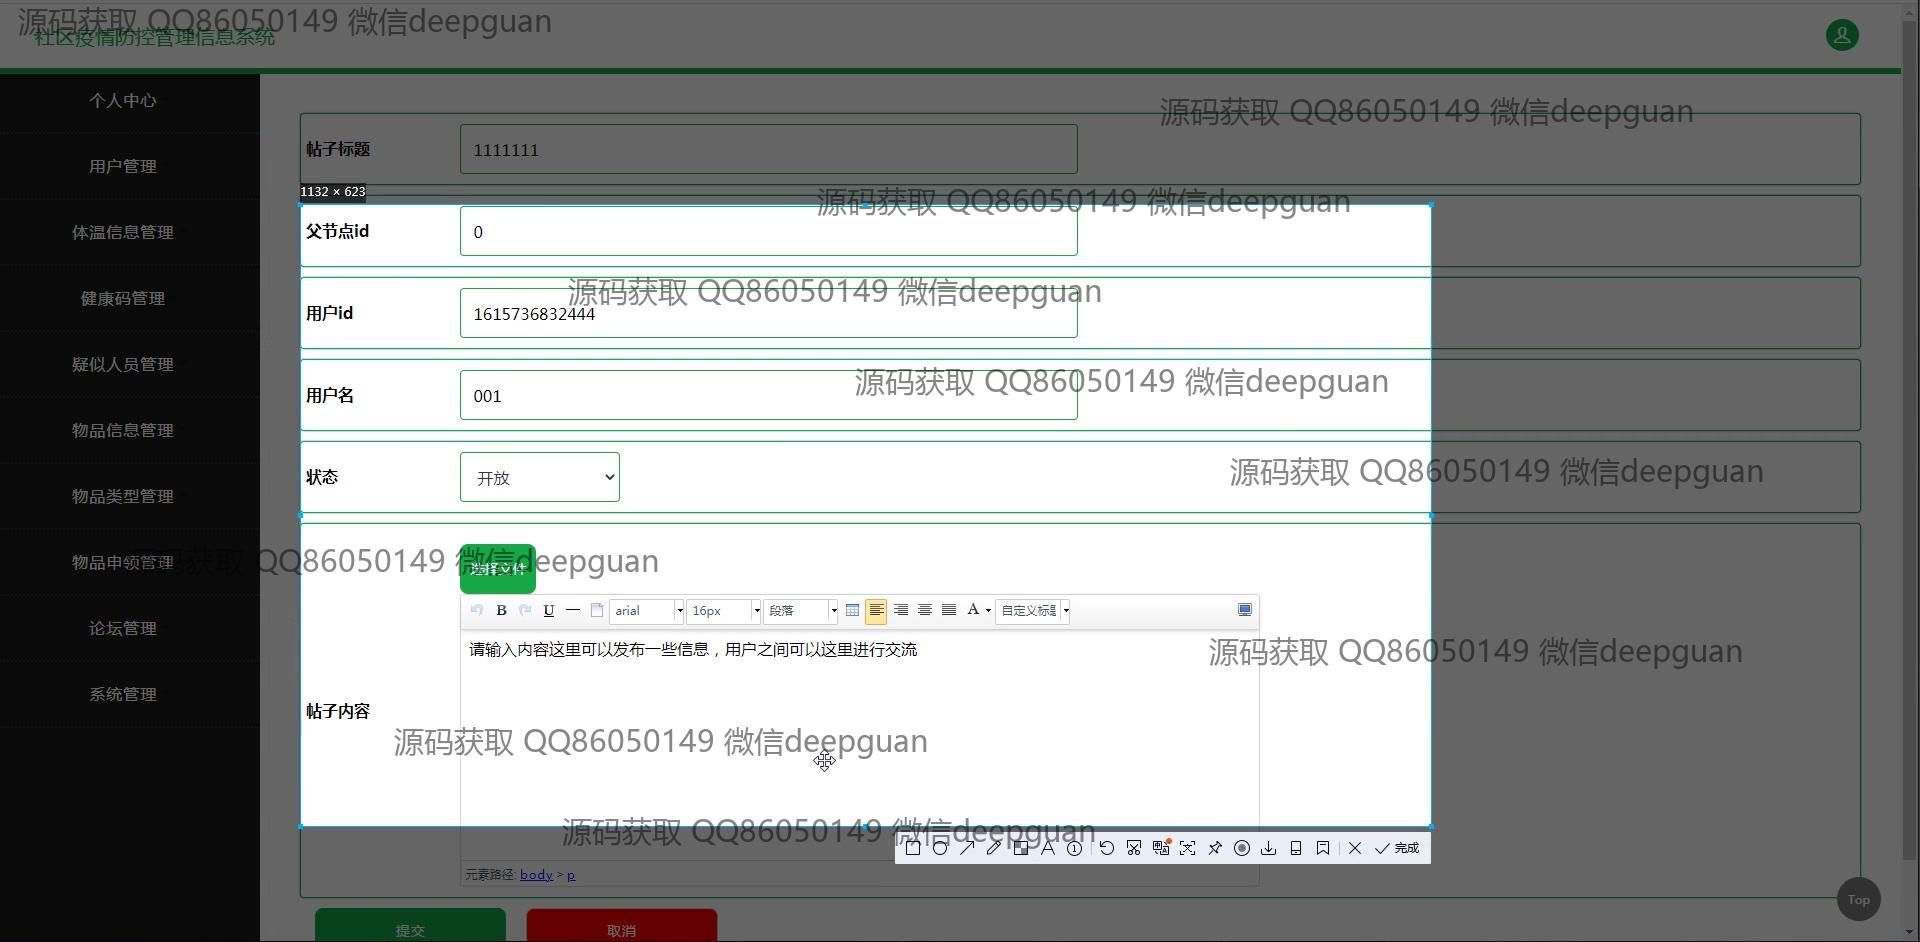 源码获取 QQ86050149 微信deepguan
社区疫情防控管理信息系统
个人中心
用户管理
体温信息管理
健康码管理
疑似人员管理
物品信息管理
物品类型管理
物品申领管理
论坛管理
系统管理
源码获取 QQ86050149 微信deepguan
帖子标题 1111111
1132 × 623
源码获取 QQ86050149 微信deepguan
父节点id 0
源码获取 QQ86050149 微信deepguan
用户id 1615736832444
源码获取 QQ86050149 微信deepguan
用户名 001
源码获取 QQ86050149 微信deepguan
状态 开放
源码获取 QQ86050149 微信deepguan
选择文件
B U arial 16px 段落 A 自定义标题
请输入内容这里可以发布一些信息，用户之间可以这里进行交流
源码获取 QQ86050149 微信deepguan
帖子内容
源码获取 QQ86050149 微信deepguan
源码获取 QQ86050149 微信deepguan
完成
元素路径: body > p
Top
提交 取消